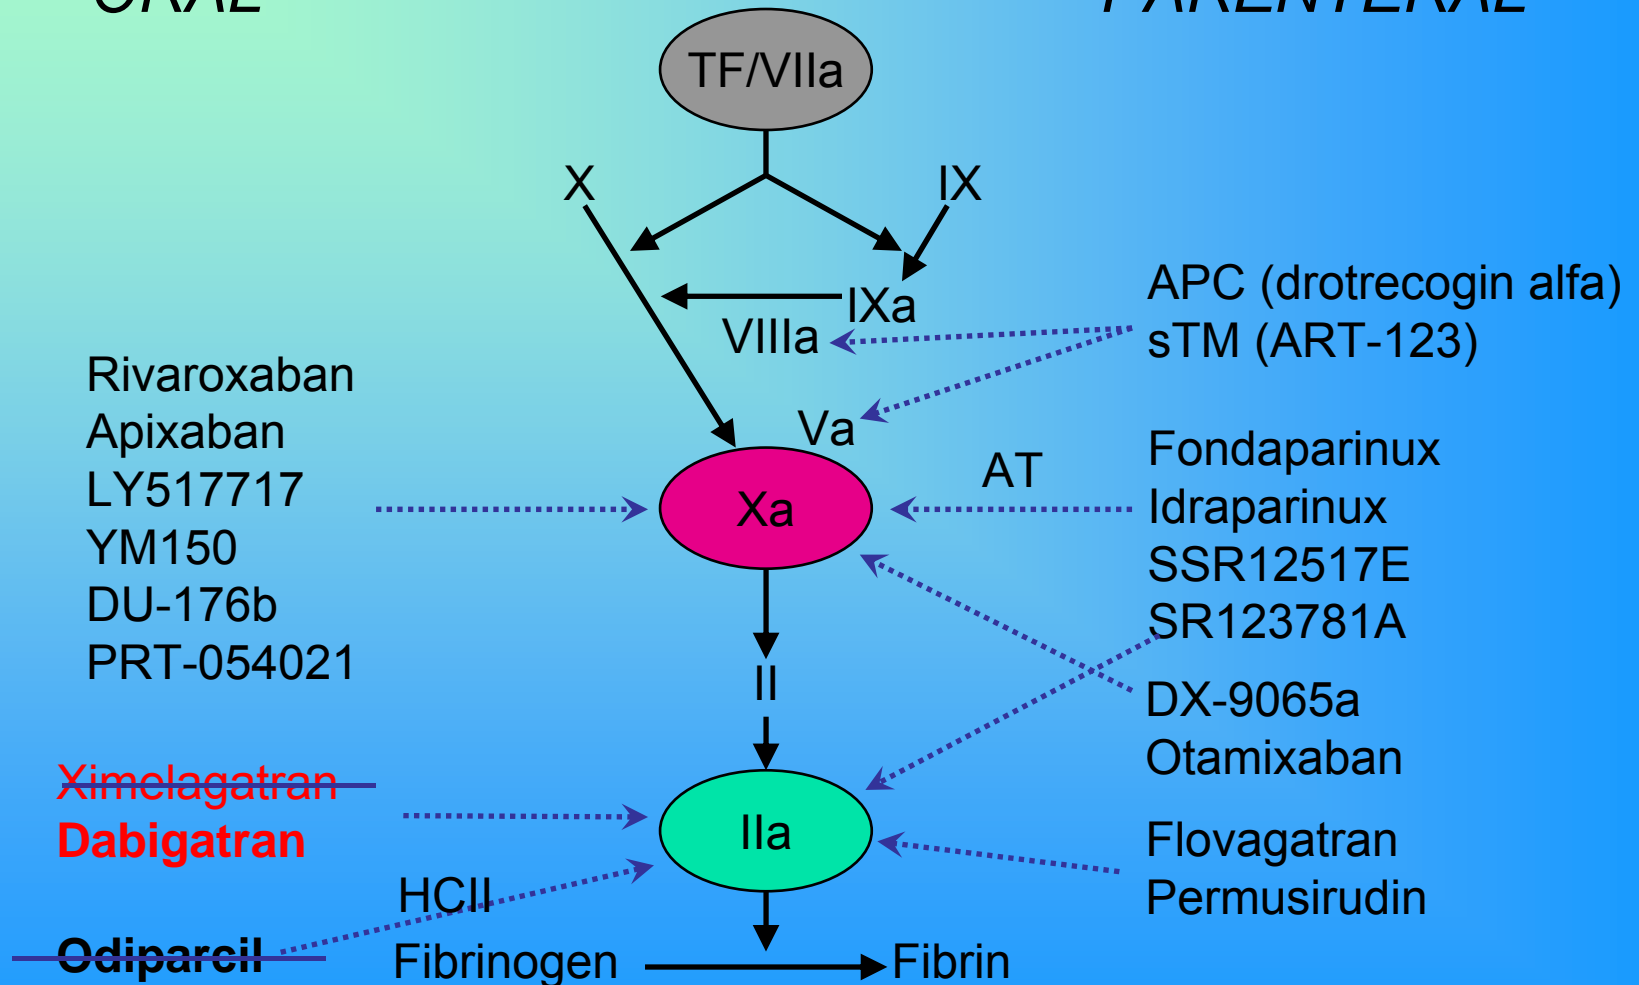 ORAL
PARENTERAL
TF/VIIa
X
IX
IXa
VIIIa
APC (drotrecogin alfa)
sTM (ART-123)
Rivaroxaban
Apixaban
LY517717
YM150
DU-176b
PRT-054021
Va
Xa
AT
Fondaparinux
Idraparinux
SSR12517E
SR123781A
II
DX-9065a
Otamixaban
Ximelagatran
Dabigatran
IIa
Flovagatran
Permusirudin
HCII
Odiparcil
Fibrinogen
Fibrin